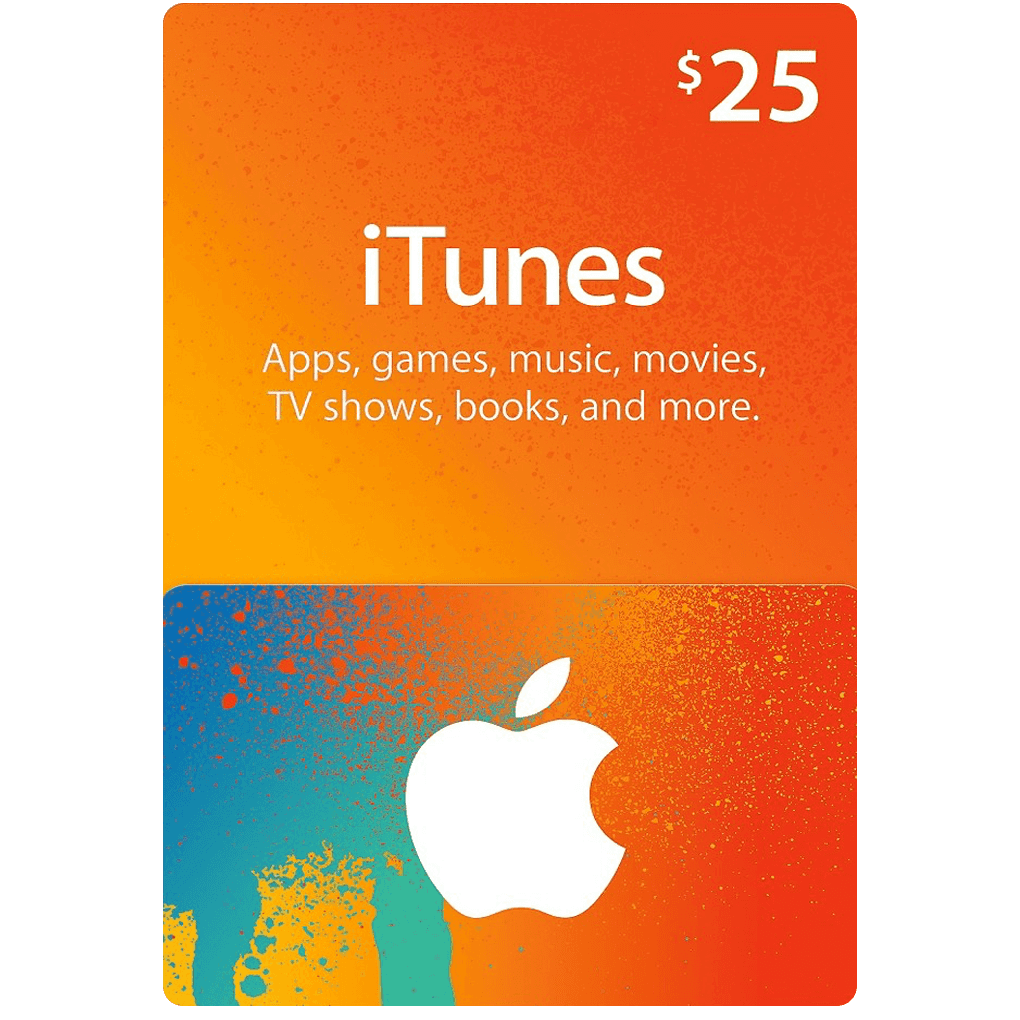 $25
iTunes
Apps, games, music, movies,
TV shows, books, and more.